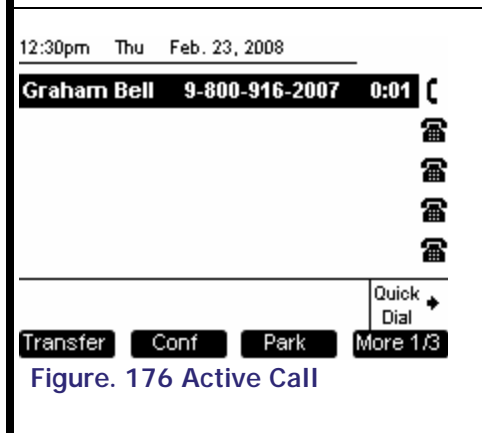 12:30pm Thu Feb. 23, 2008
Graham Bell 9-800-916-2007 0:01
Quick
Dial
Transfer Conf Park More 1/3
Figure. 176 Active Call